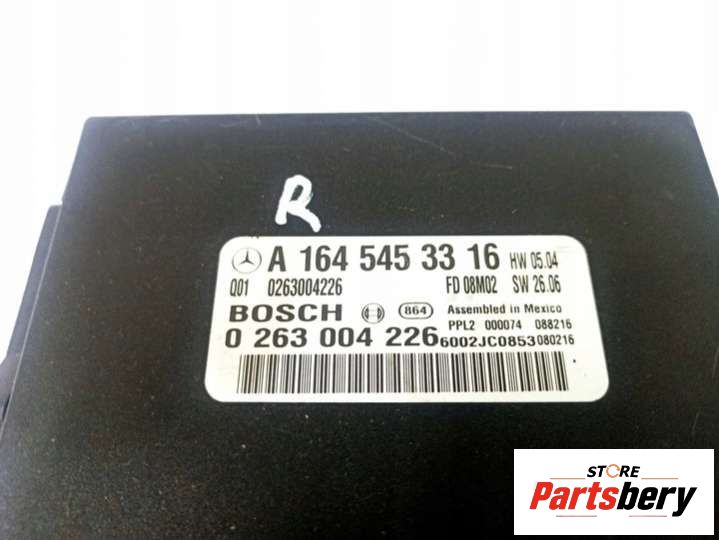 R
A 164 545 33 16 HW 05.04
Q01 0263004226 FD 08M02 SW 26.06
BOSCH 864 Assembled in Mexico
PPL2 000074 088216
0 263 004 226 6002JC0853 080216
STORE
Partsbery